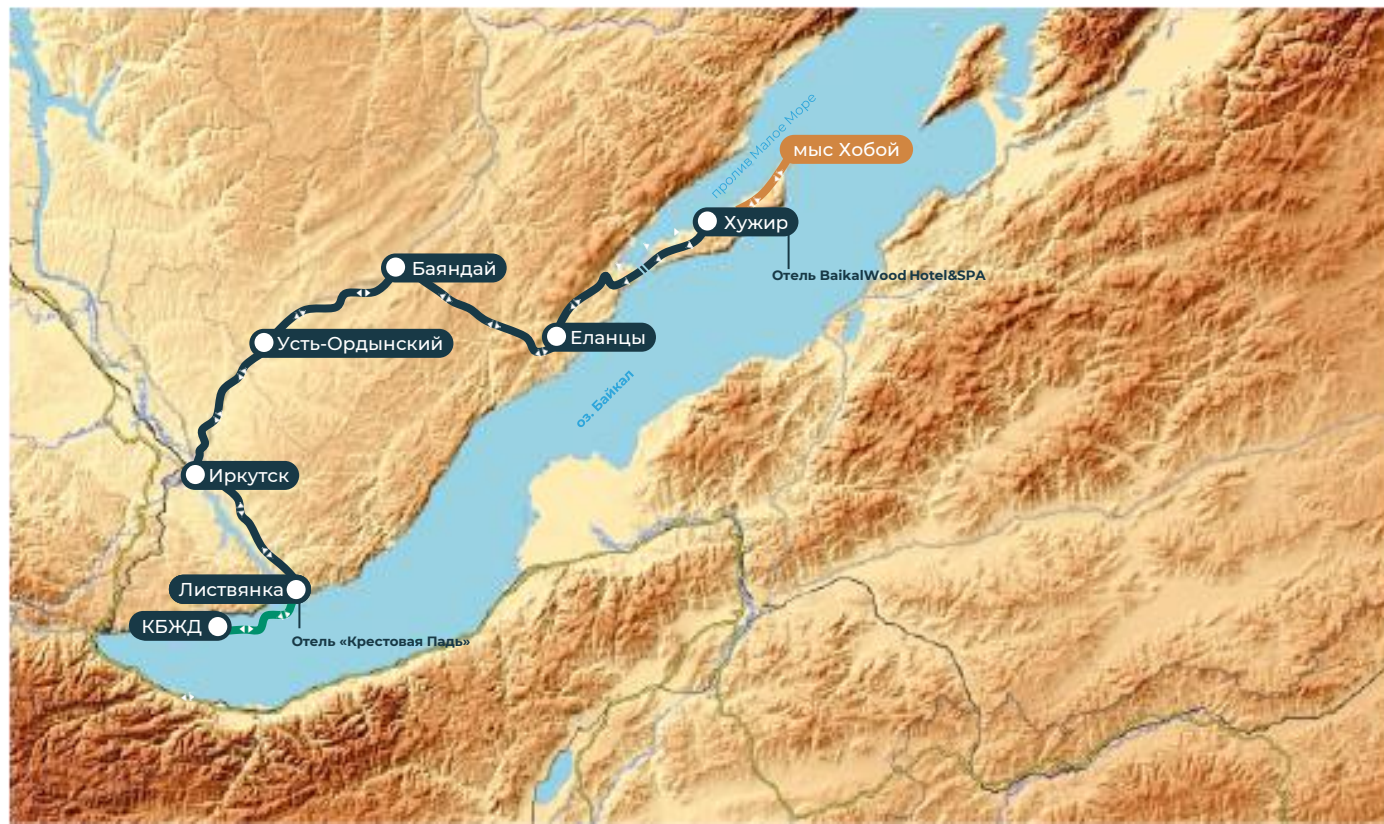 пролив Малое Море
мыс Хобой
Хужир
Баяндай
Отель BaikalWood Hotel&SPA
Усть-Ордынский
Еланцы
оз. Байкал
Иркутск
Листвянка
КБЖД
Отель «Крестовая Падь»